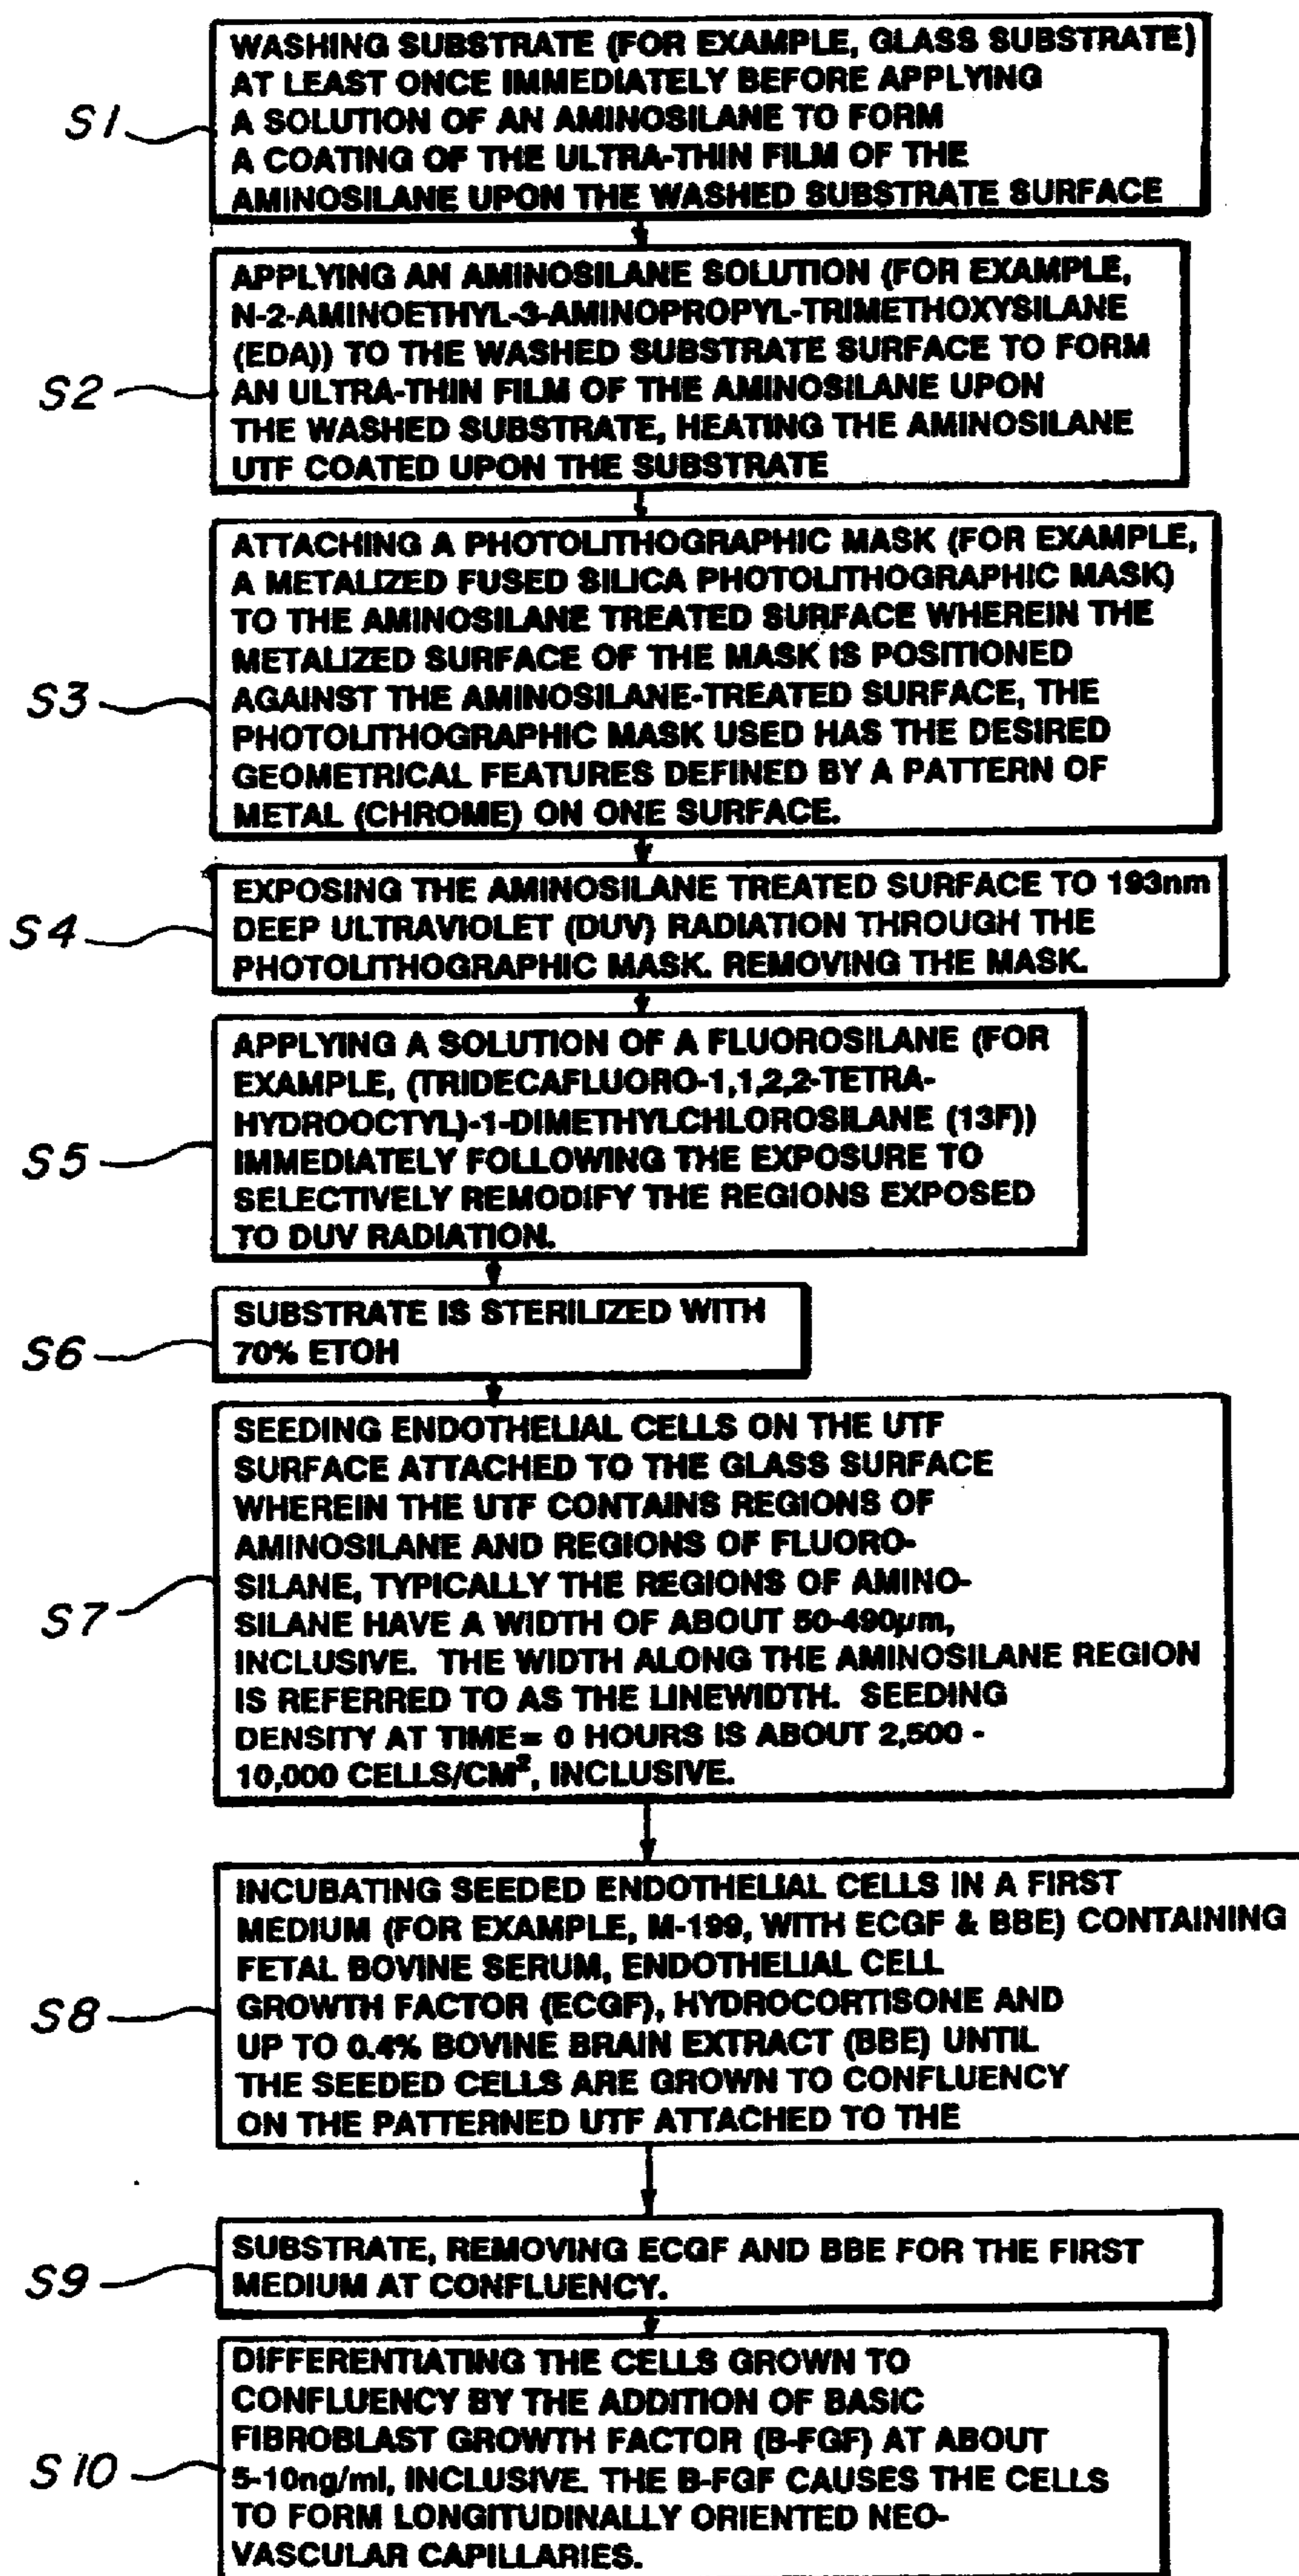 S1
WASHING SUBSTRATE (FOR EXAMPLE, GLASS SUBSTRATE)
AT LEAST ONCE IMMEDIATELY BEFORE APPLYING
A SOLUTION OF AN AMINOSILANE TO FORM
A COATING OF THE ULTRA-THIN FILM OF THE
AMINOSILANE UPON THE WASHED SUBSTRATE SURFACE
S2
APPLYING AN AMINOSILANE SOLUTION (FOR EXAMPLE,
N-2-AMINOETHYL-3-AMINOPROPYL-TRIMETHOXYSILANE
(EDA)) TO THE WASHED SUBSTRATE SURFACE TO FORM
AN ULTRA-THIN FILM OF THE AMINOSILANE UPON
THE WASHED SUBSTRATE, HEATING THE AMINOSILANE
UTF COATED UPON THE SUBSTRATE
S3
ATTACHING A PHOTOLITHOGRAPHIC MASK (FOR EXAMPLE,
A METALIZED FUSED SILICA PHOTOLITHOGRAPHIC MASK)
TO THE AMINOSILANE TREATED SURFACE WHEREIN THE
METALIZED SURFACE OF THE MASK IS POSITIONED
AGAINST THE AMINOSILANE-TREATED SURFACE, THE
PHOTOLITHOGRAPHIC MASK USED HAS THE DESIRED
GEOMETRICAL FEATURES DEFINED BY A PATTERN OF
METAL (CHROME) ON ONE SURFACE.
S4
EXPOSING THE AMINOSILANE TREATED SURFACE TO 193nm
DEEP ULTRAVIOLET (DUV) RADIATION THROUGH THE
PHOTOLITHOGRAPHIC MASK. REMOVING THE MASK.
S5
APPLYING A SOLUTION OF A FLUOROSILANE (FOR
EXAMPLE, (TRIDECAFLUORO-1,1,2,2-TETRA-
HYDROOCTYL)-1-DIMETHYLCHLOROSILANE (13F))
IMMEDIATELY FOLLOWING THE EXPOSURE TO
SELECTIVELY REMODIFY THE REGIONS EXPOSED
TO DUV RADIATION.
S6
SUBSTRATE IS STERILIZED WITH
70% ETOH
S7
SEEDING ENDOTHELIAL CELLS ON THE UTF
SURFACE ATTACHED TO THE GLASS SURFACE
WHEREIN THE UTF CONTAINS REGIONS OF
AMINOSILANE AND REGIONS OF FLUORO-
SILANE, TYPICALLY THE REGIONS OF AMINO-
SILANE HAVE A WIDTH OF ABOUT 50-490µm,
INCLUSIVE. THE WIDTH ALONG THE AMINOSILANE REGION
IS REFERRED TO AS THE LINEWIDTH. SEEDING
DENSITY AT TIME= 0 HOURS IS ABOUT 2,500 -
10,000 CELLS/CM², INCLUSIVE.
S8
INCUBATING SEEDED ENDOTHELIAL CELLS IN A FIRST
MEDIUM (FOR EXAMPLE, M-199, WITH ECGF & BBE) CONTAINING
FETAL BOVINE SERUM, ENDOTHELIAL CELL
GROWTH FACTOR (ECGF), HYDROCORTISONE AND
UP TO 0.4% BOVINE BRAIN EXTRACT (BBE) UNTIL
THE SEEDED CELLS ARE GROWN TO CONFLUENCY
ON THE PATTERNED UTF ATTACHED TO THE
S9
SUBSTRATE, REMOVING ECGF AND BBE FOR THE FIRST
MEDIUM AT CONFLUENCY.
S10
DIFFERENTIATING THE CELLS GROWN TO
CONFLUENCY BY THE ADDITION OF BASIC
FIBROBLAST GROWTH FACTOR (B-FGF) AT ABOUT
5-10ng/ml, INCLUSIVE. THE B-FGF CAUSES THE CELLS
TO FORM LONGITUDINALLY ORIENTED NEO-
VASCULAR CAPILLARIES.